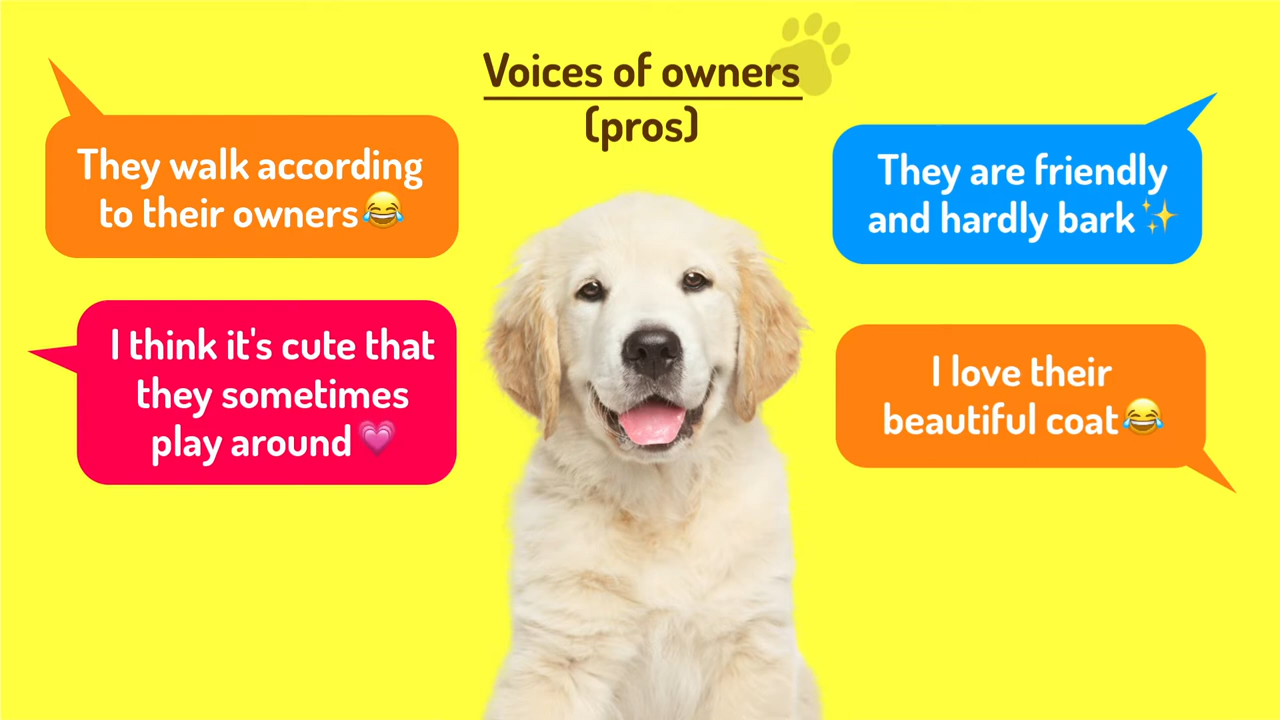 Voices of owners
(pros)
They walk according
to their owners😂
I think it's cute that
they sometimes
play around💗
They are friendly
and hardly bark✨
I love their
beautiful coat😂